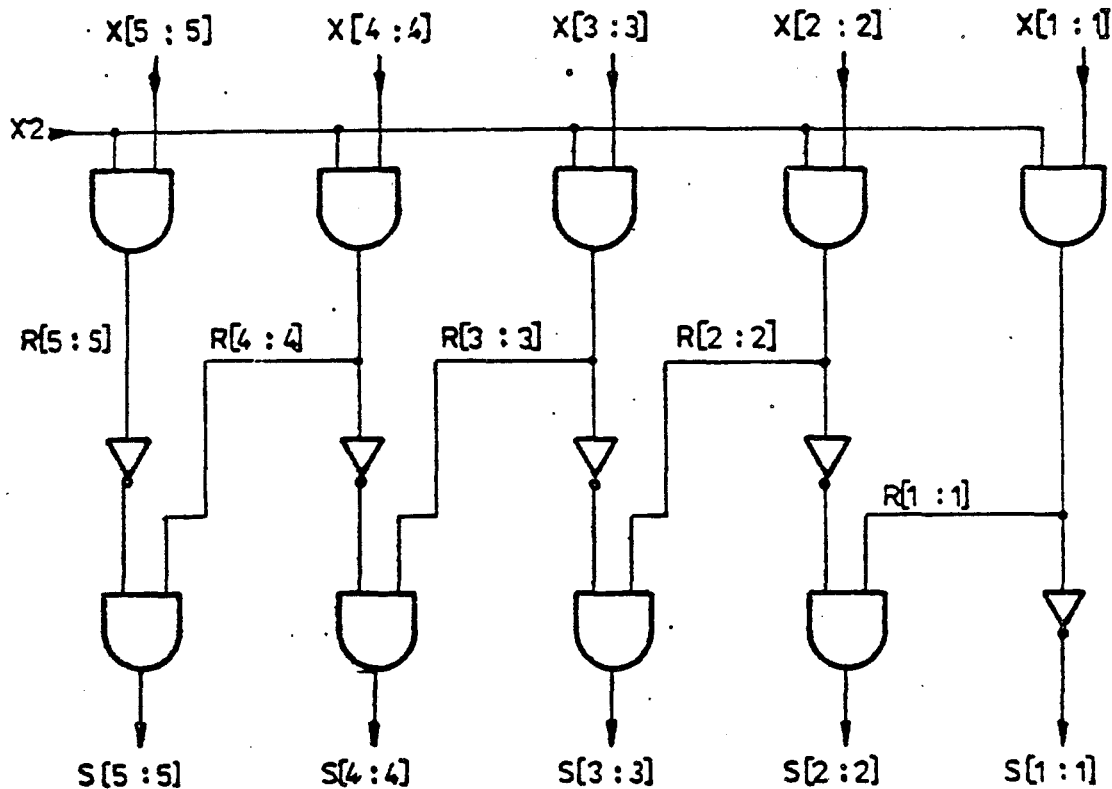 X[5 : 5] X[4 : 4] X[3 : 3] X[2 : 2] X[1 : 1]
X2
R[5 : 5] R[4 : 4] R[3 : 3] R[2 : 2]
R[1 : 1]
S[5 : 5] S[4 : 4] S[3 : 3] S[2 : 2] S[1 : 1]